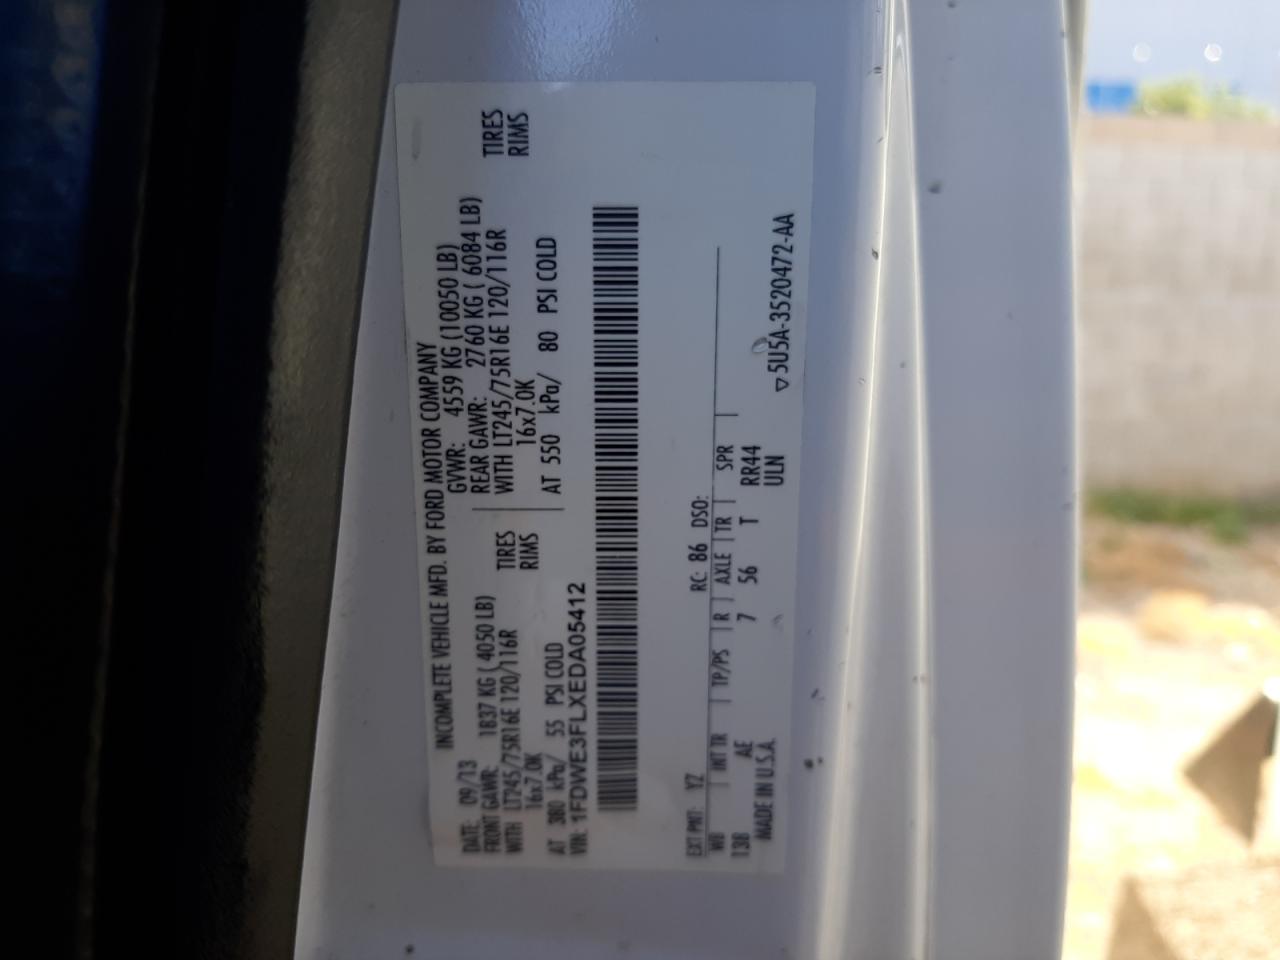 INCOMPLETE VEHICLE MFD. BY FORD MOTOR COMPANY
DATE: 09/13 GVWR: 4559 KG (10050 LB)
FRONT GAWR: 1837 KG ( 4050 LB) REAR GAWR: 2760 KG ( 6084 LB)
WITH LT245/75R16E 120/116R TIRES WITH LT245/75R16E 120/116R TIRES
16x7.0K RIMS 16x7.0K RIMS
AT 380 kPa/ 55 PSI COLD AT 550 kPa/ 80 PSI COLD
VIN: 1FDWE3FLXEDA05412
EXT PNT: YZ RC: 86 DSO:
WB INT TR TP/PS R AXLE TR SPR
138 AE 7 56 T RR44
MADE IN U.S.A. ULN
▽5U5A-3520472-AA